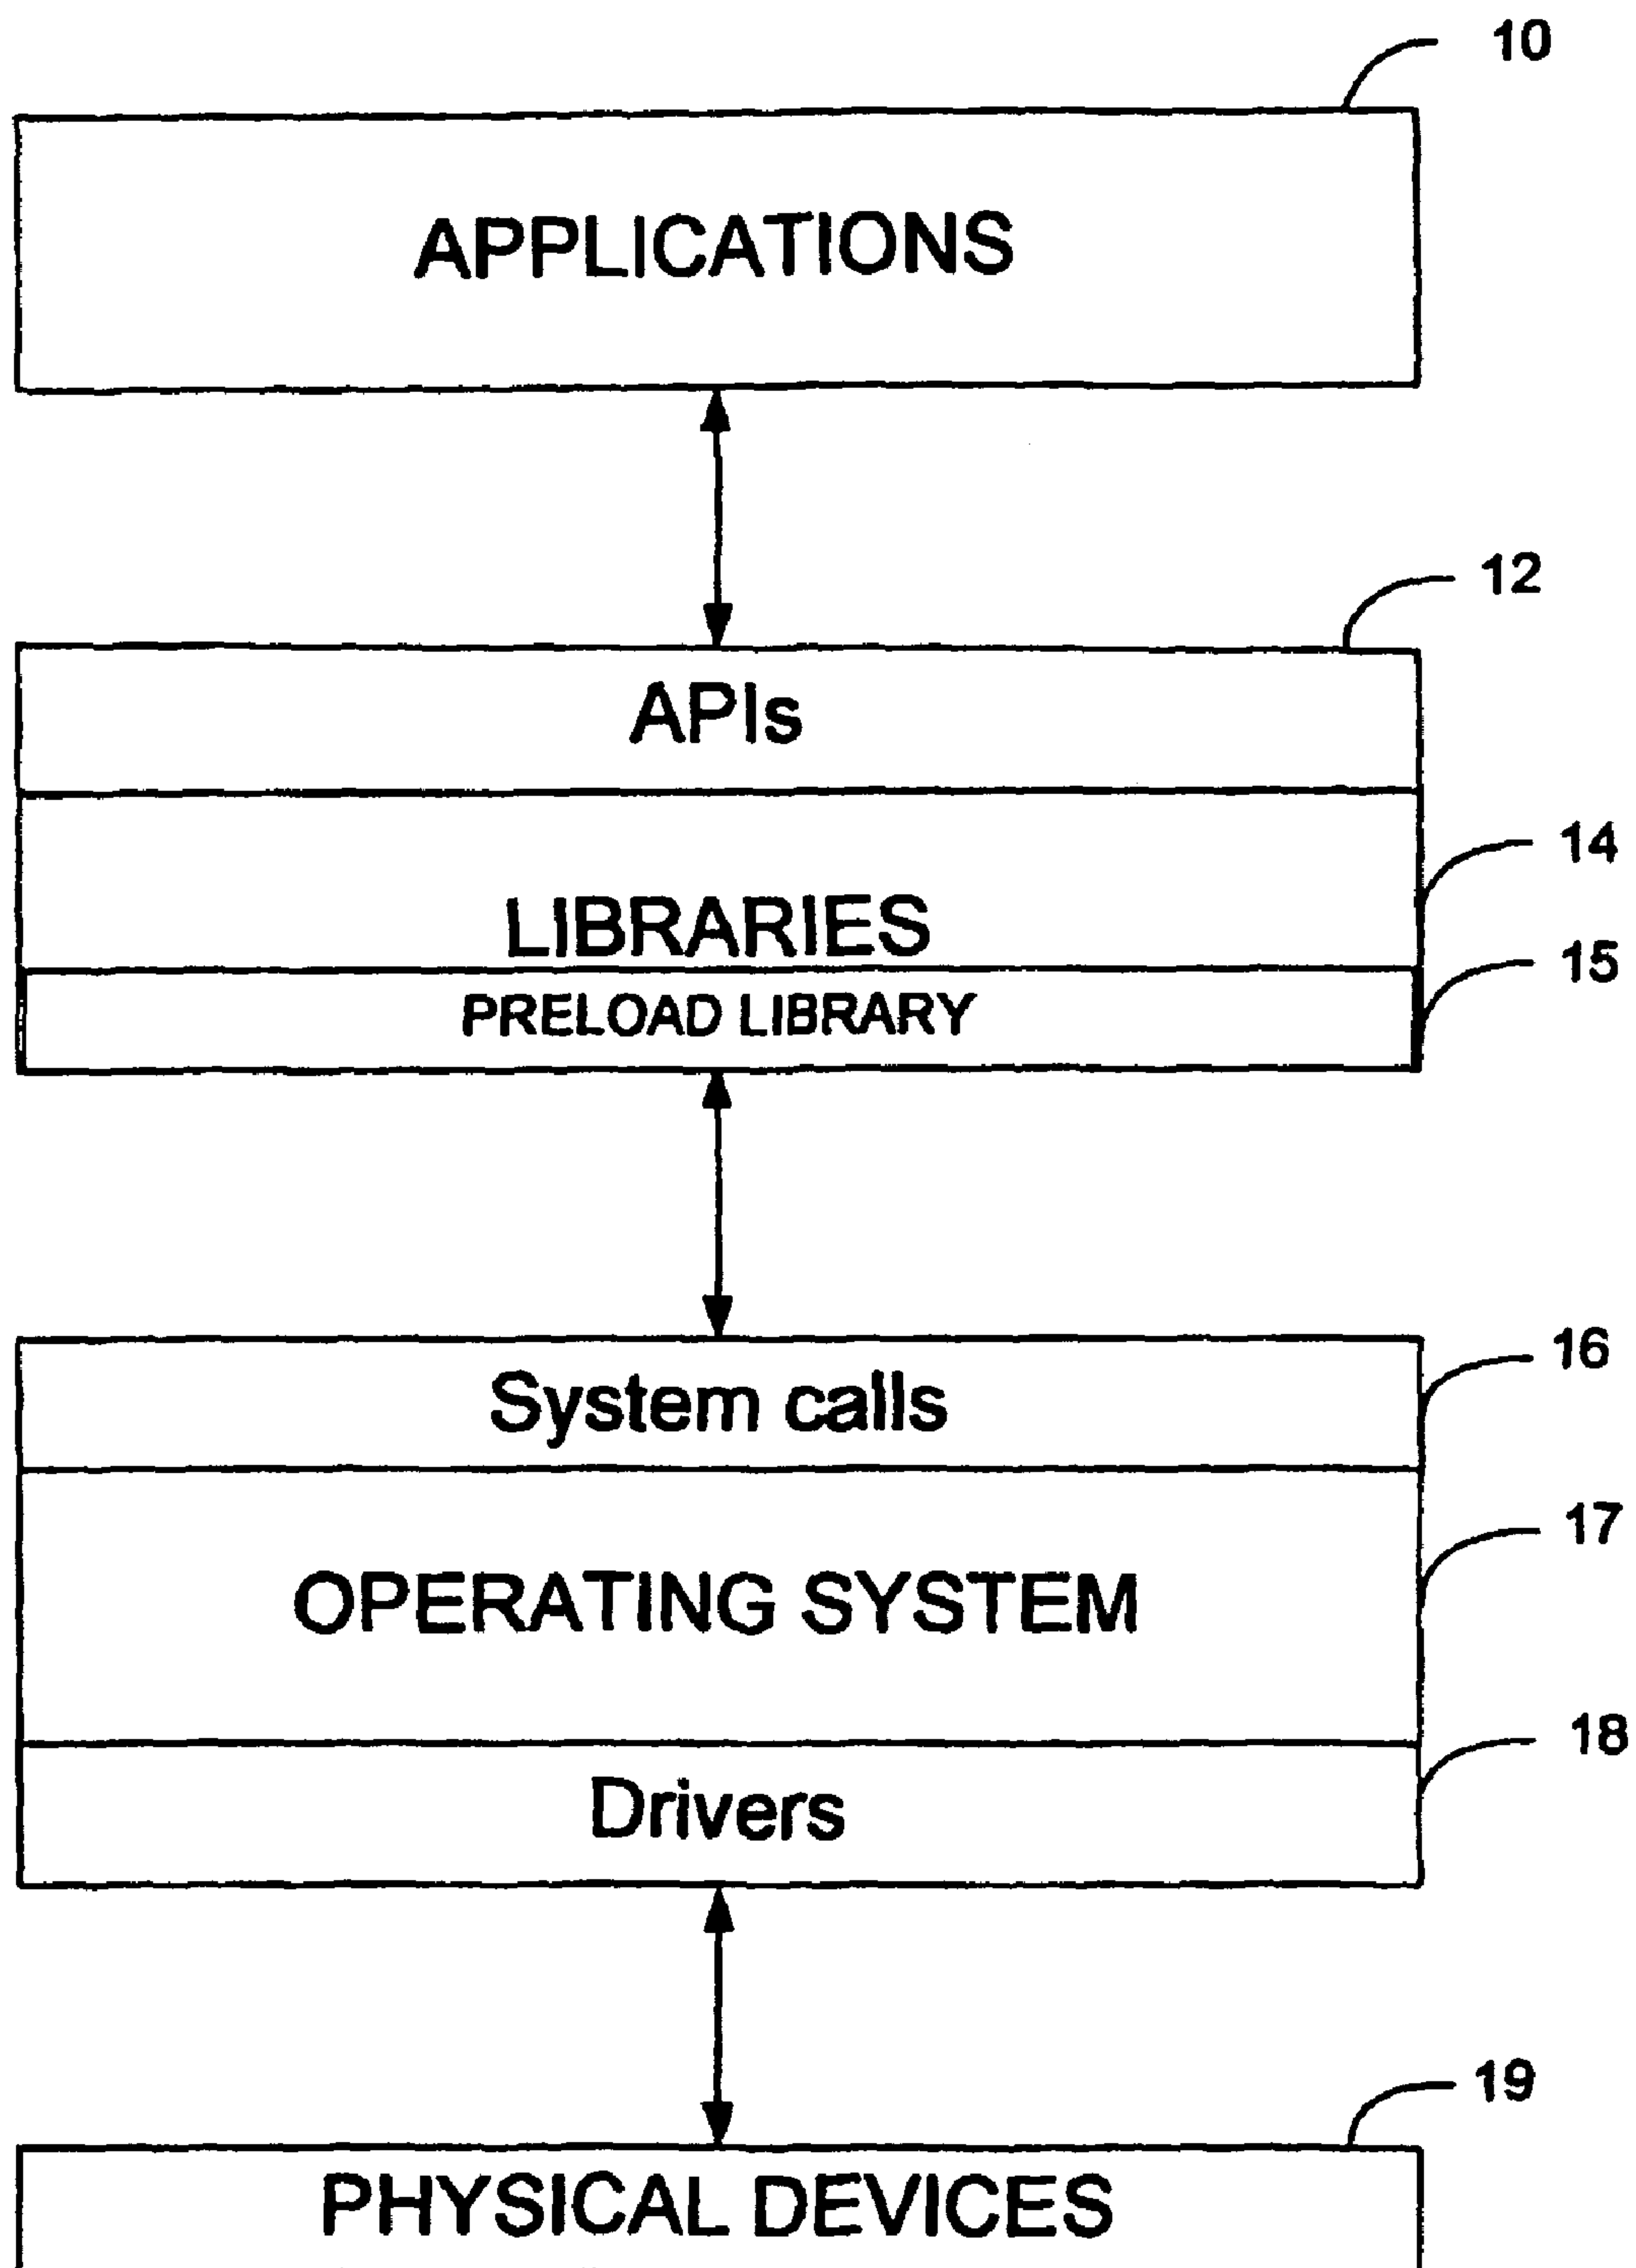 10
APPLICATIONS
12
APIs
14
LIBRARIES
15
PRELOAD LIBRARY
16
System calls
17
OPERATING SYSTEM
18
Drivers
19
PHYSICAL DEVICES